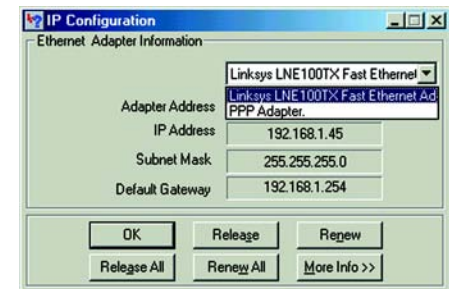 IP Configuration
Ethernet Adapter Information
Linksys LNE100TX Fast Ethernet
Linksys LNE100TX Fast Ethernet Ad
PPP Adapter.
Adapter Address
IP Address 192.168.1.45
Subnet Mask 255.255.255.0
Default Gateway 192.168.1.254
OK Release Renew
Release All Renew All More Info >>